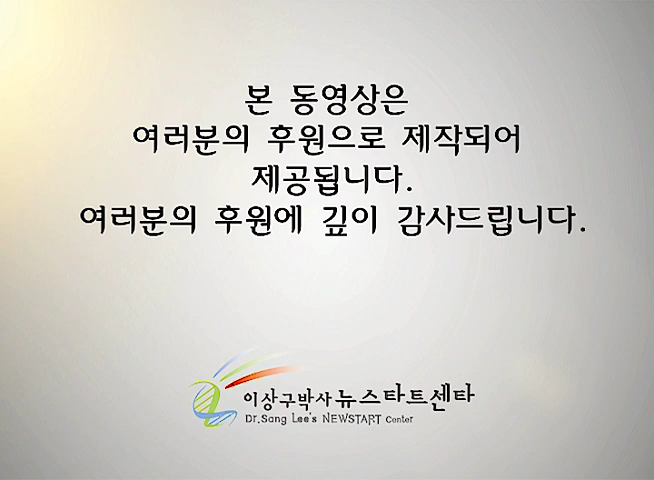 본 동영상은
여러분의 후원으로 제작되어
제공됩니다.
여러분의 후원에 깊이 감사드립니다.
이상구박사 뉴스타트센타
Dr.Sang Lee's NEWSTART Center